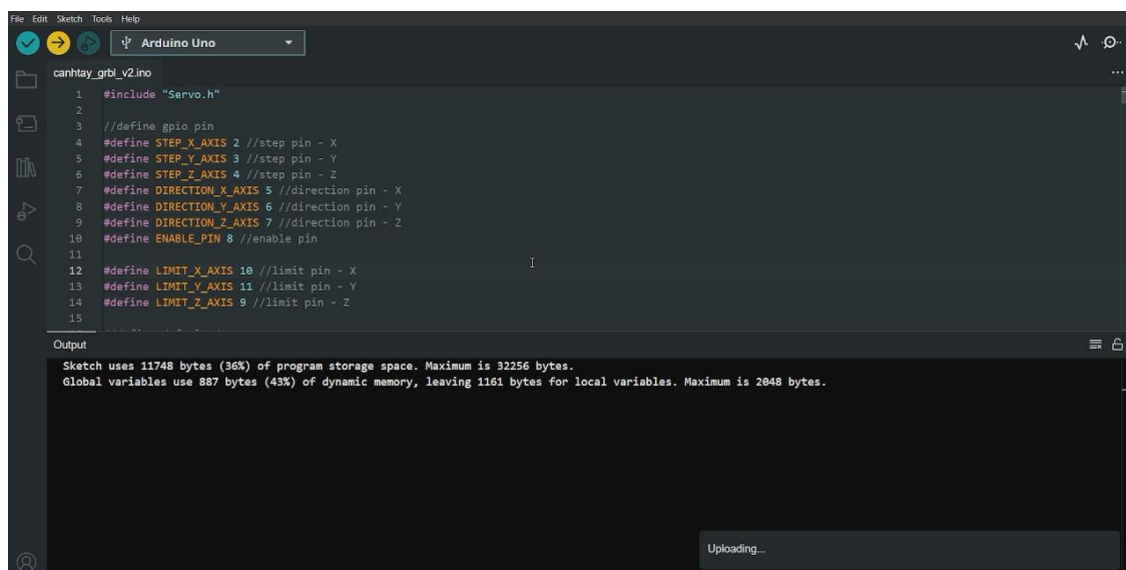 File Edit Sketch Tools Help
Arduino Uno
canhtay_grbl_v2.ino
1 #include "Servo.h"
2
3 //define gpio pin
4 #define STEP_X_AXIS 2 //step pin - X
5 #define STEP_Y_AXIS 3 //step pin - Y
6 #define STEP_Z_AXIS 4 //step pin - Z
7 #define DIRECTION_X_AXIS 5 //direction pin - X
8 #define DIRECTION_Y_AXIS 6 //direction pin - Y
9 #define DIRECTION_Z_AXIS 7 //direction pin - Z
10 #define ENABLE_PIN 8 //enable pin
11
12 #define LIMIT_X_AXIS 10 //limit pin - X
13 #define LIMIT_Y_AXIS 11 //limit pin - Y
14 #define LIMIT_Z_AXIS 9 //limit pin - Z
15
Output
Sketch uses 11748 bytes (36%) of program storage space. Maximum is 32256 bytes.
Global variables use 887 bytes (43%) of dynamic memory, leaving 1161 bytes for local variables. Maximum is 2048 bytes.
Uploading...